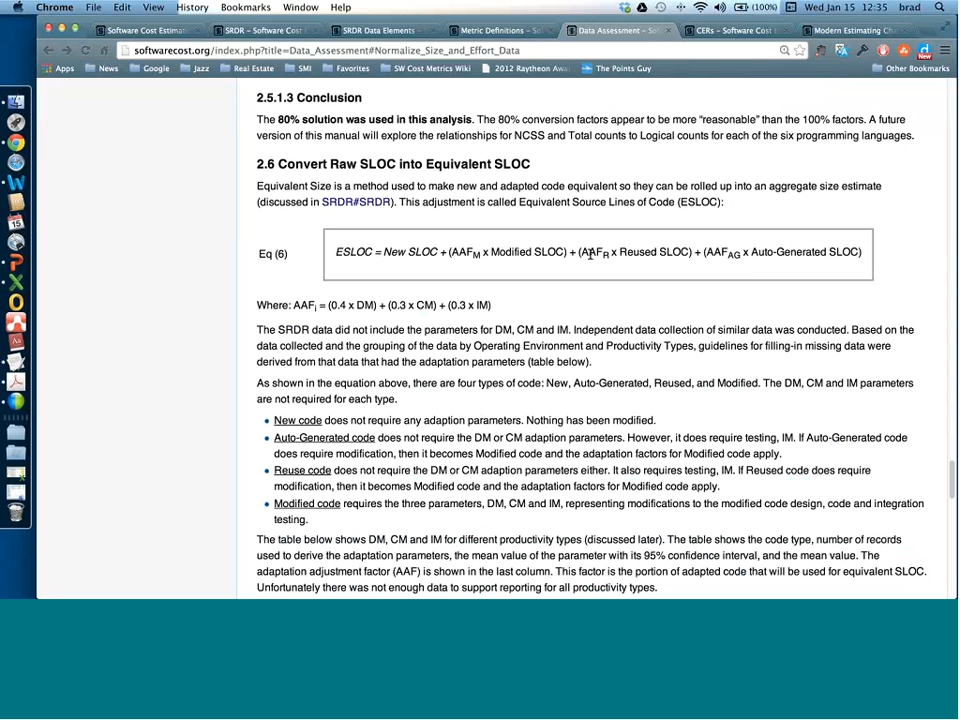 Chrome File Edit View History Bookmarks Window Help (100%) Wed Jan 15 12:35 brad
Software Cost Estimat SRDR – Software Cost SRDR Data Elements - Metric Definitions – So Data Assessment – Sof CERs – Software Cost Modern Estimating Ch
softwarecost.org/index.php?title=Data_Assessment#Normalize_Size_and_Effort_Data
Apps News Google Jazz Real Estate SMI Favorites SW Cost Metrics Wiki 2012 Raytheon Awa The Points Guy Other Bookmarks
2.5.1.3 Conclusion
The 80% solution was used in this analysis. The 80% conversion factors appear to be more “reasonable” than the 100% factors. A future
version of this manual will explore the relationships for NCSS and Total counts to Logical counts for each of the six programming languages.
2.6 Convert Raw SLOC into Equivalent SLOC
Equivalent Size is a method used to make new and adapted code equivalent so they can be rolled up into an aggregate size estimate
(discussed in SRDR#SRDR). This adjustment is called Equivalent Source Lines of Code (ESLOC):
Eq (6) ESLOC = New SLOC + (AAFM x Modified SLOC) + (AAFR x Reused SLOC) + (AAFAG x Auto-Generated SLOC)
Where: AAFi = (0.4 x DM) + (0.3 x CM) + (0.3 x IM)
The SRDR data did not include the parameters for DM, CM and IM. Independent data collection of similar data was conducted. Based on the
data collected and the grouping of the data by Operating Environment and Productivity Types, guidelines for filling-in missing data were
derived from that data that had the adaptation parameters (table below).
As shown in the equation above, there are four types of code: New, Auto-Generated, Reused, and Modified. The DM, CM and IM parameters
are not required for each type.
• New code does not require any adaption parameters. Nothing has been modified.
• Auto-Generated code does not require the DM or CM adaption parameters. However, it does require testing, IM. If Auto-Generated code
does require modification, then it becomes Modified code and the adaptation factors for Modified code apply.
• Reuse code does not require the DM or CM adaption parameters either. It also requires testing, IM. If Reused code does require
modification, then it becomes Modified code and the adaptation factors for Modified code apply.
• Modified code requires the three parameters, DM, CM and IM, representing modifications to the modified code design, code and integration
testing.
The table below shows DM, CM and IM for different productivity types (discussed later). The table shows the code type, number of records
used to derive the adaptation parameters, the mean value of the parameter with its 95% confidence interval, and the mean value. The
adaptation adjustment factor (AAF) is shown in the last column. This factor is the portion of adapted code that will be used for equivalent SLOC.
Unfortunately there was not enough data to support reporting for all productivity types.